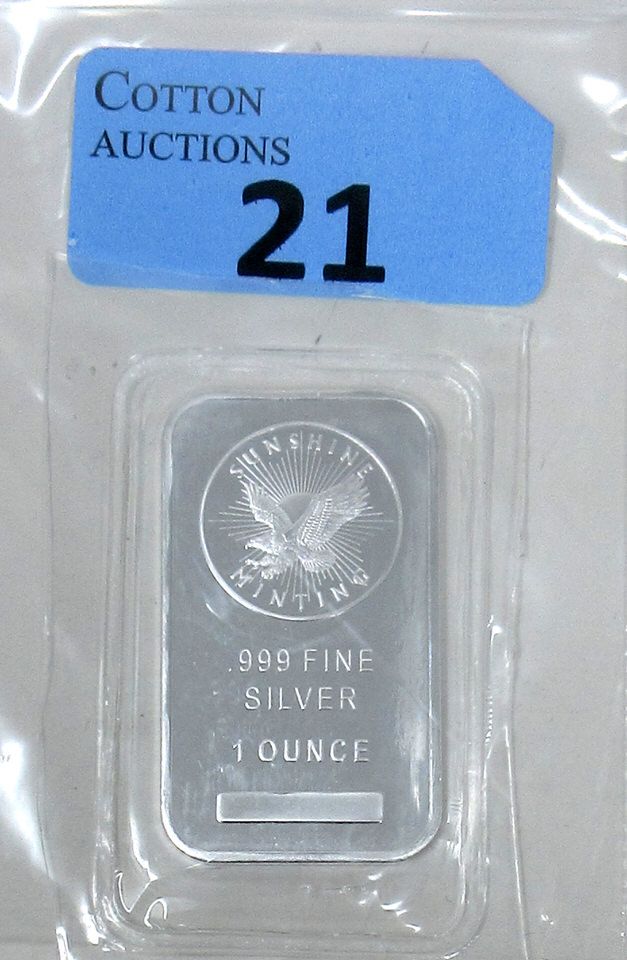 COTTON
AUCTIONS
21
SUNSHINE
MINTING
.999 FINE
SILVER
1 OUNCE